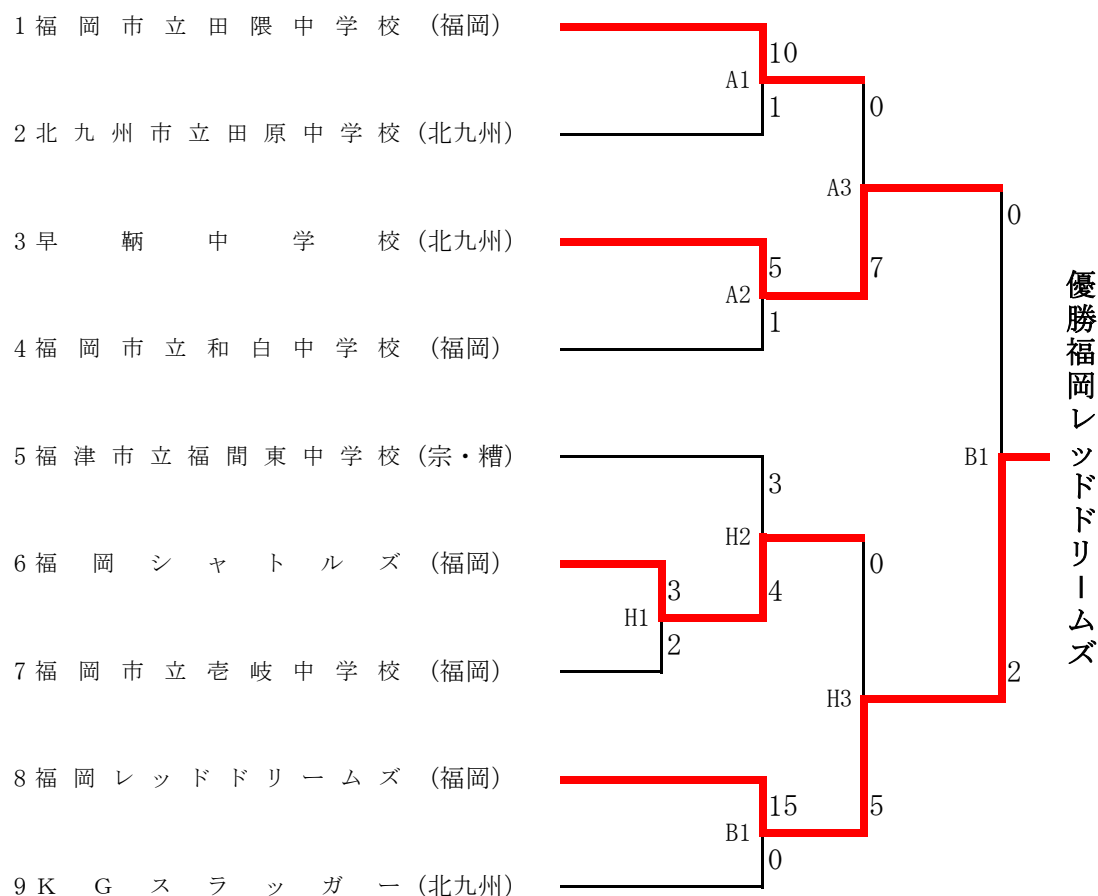 1 福岡市立田隈中学校 (福岡)
10
A1
1
0
2 北九州市立田原中学校 (北九州)
A3
0
3 早鞆中学校 (北九州)
5
7
A2
1
4 福岡市立和白中学校 (福岡)
5 福津市立福間東中学校 (宗・糟)
3
B1
優勝福岡レッドドリームズ
H2
0
6 福岡シャトルズ (福岡)
3
4
H1
2
7 福岡市立壱岐中学校 (福岡)
2
H3
8 福岡レッドドリームズ (福岡)
15
5
B1
0
9 KGスラッガー (北九州)